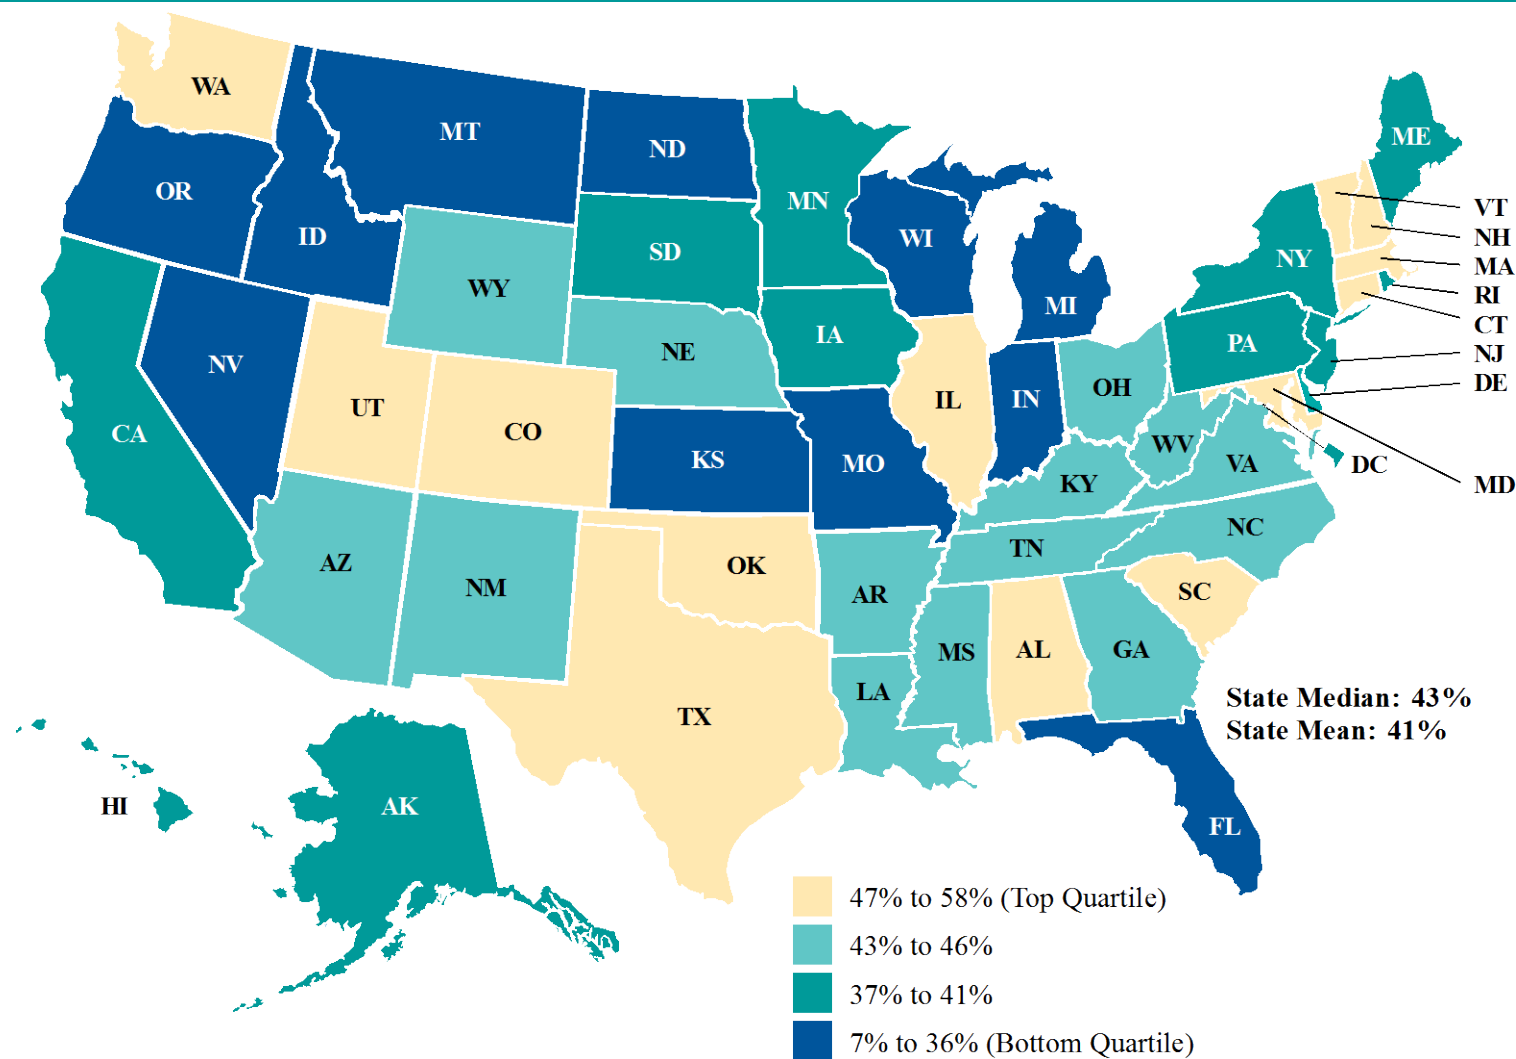 WA
MT
ND
ME
OR
MN
VT
ID
WI
NH
SD
NY
MA
WY
RI
MI
CT
IA
PA
NJ
NV
NE
DE
OH
UT
IL
IN
CO
CA
WV
KS
MO
VA
DC
KY
MD
NC
TN
AZ
OK
NM
AR
SC
MS
AL
GA
LA
State Median: 43%
TX
State Mean: 41%
HI
AK
FL
47% to 58% (Top Quartile)
43% to 46%
37% to 41%
7% to 36% (Bottom Quartile)